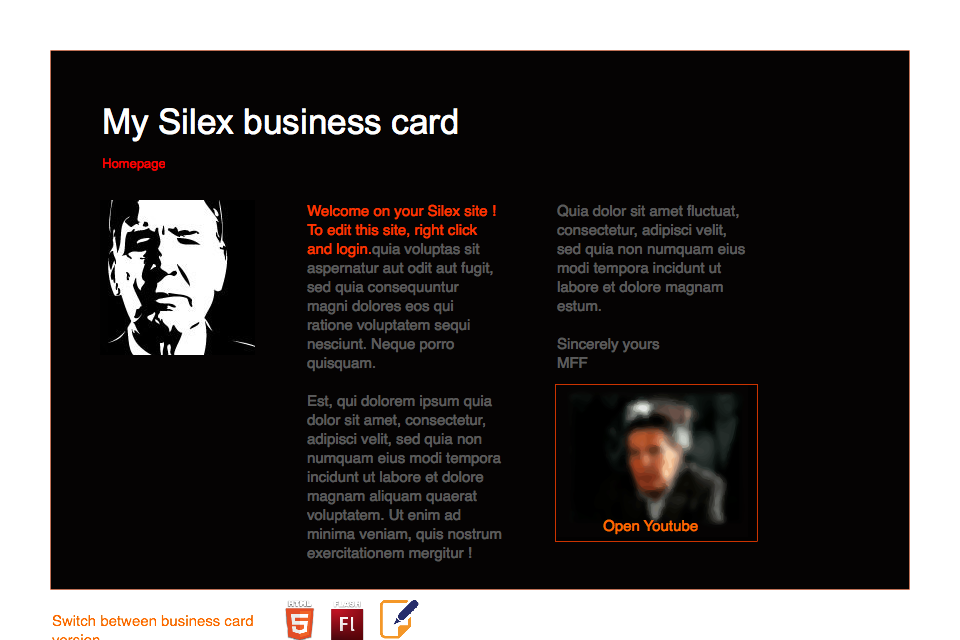 My Silex business card
Homepage
Welcome on your Silex site !
To edit this site, right click
and login.quia voluptas sit
aspernatur aut odit aut fugit,
sed quia consequuntur
magni dolores eos qui
ratione voluptatem sequi
nesciunt. Neque porro
quisquam.
Est, qui dolorem ipsum quia
dolor sit amet, consectetur,
adipisci velit, sed quia non
numquam eius modi tempora
incidunt ut labore et dolore
magnam aliquam quaerat
voluptatem. Ut enim ad
minima veniam, quis nostrum
exercitationem mergitur !
Quia dolor sit amet fluctuat,
consectetur, adipisci velit,
sed quia non numquam eius
modi tempora incidunt ut
labore et dolore magnam
estum.
Sincerely yours
MFF
Open Youtube
Switch between business card
version
HTML
5
FLASH
Fl